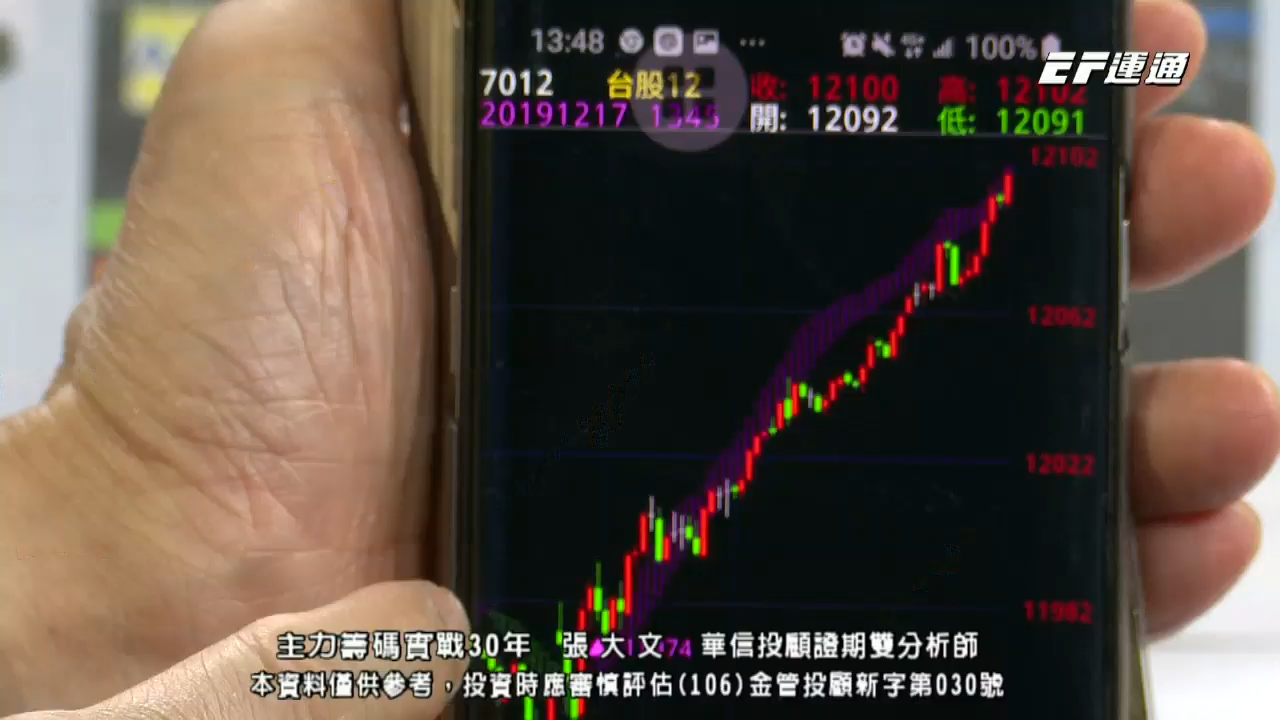 13:48 ... 100%
EF運通
7012 台股12 收: 12100 高: 12102
20191217 1345 開: 12092 低: 12091
12102
12062
12022
11982
主力籌碼實戰30年 張大文 華信投顧證期雙分析師
本資料僅供參考,投資時應審慎評估(106)金管投顧新字第030號